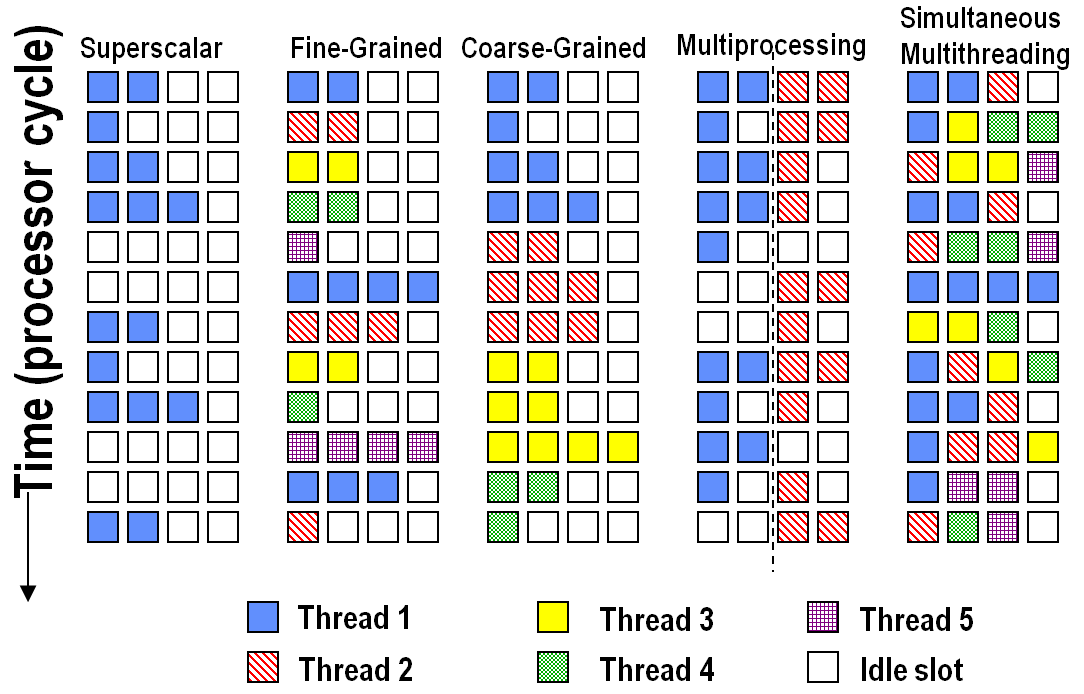 Superscalar
Fine-Grained
Coarse-Grained
Multiprocessing
Simultaneous
Multithreading
Time (processor cycle)
Thread 1
Thread 3
Thread 5
Thread 2
Thread 4
Idle slot